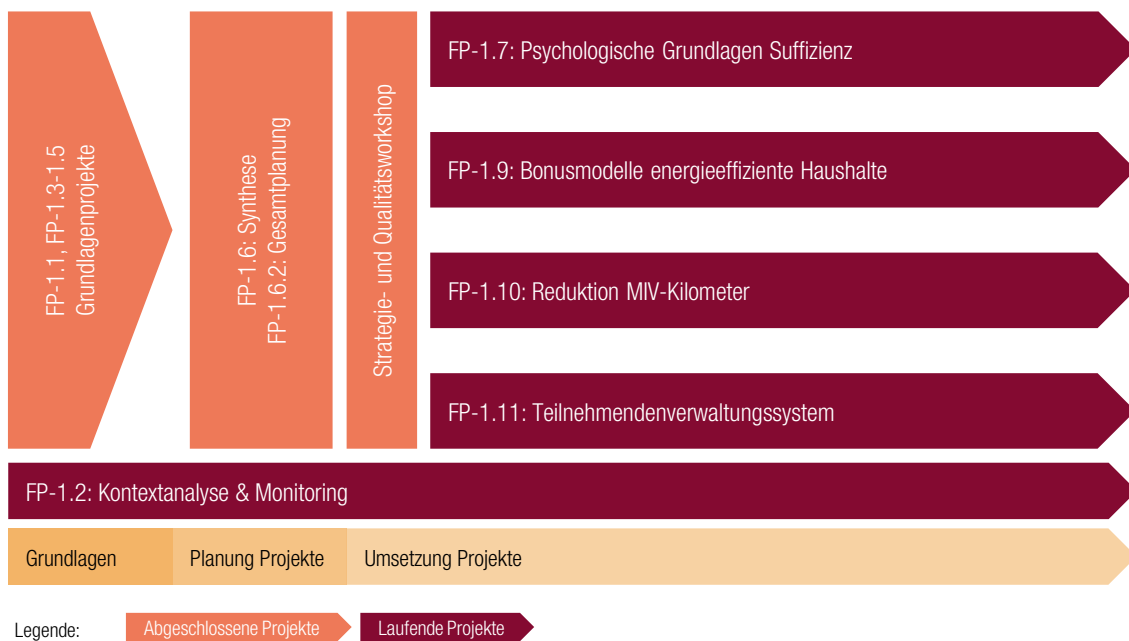 FP-1.1, FP-1.3-1.5
Grundlagenprojekte
FP-1.6: Synthese
FP-1.6.2: Gesamtplanung
Strategie- und Qualitätsworkshop
FP-1.7: Psychologische Grundlagen Suffizienz
FP-1.9: Bonusmodelle energieeffiziente Haushalte
FP-1.10: Reduktion MIV-Kilometer
FP-1.11: Teilnehmendenverwaltungssystem
FP-1.2: Kontextanalyse & Monitoring
Grundlagen
Planung Projekte
Umsetzung Projekte
Legende:
Abgeschlossene Projekte
Laufende Projekte